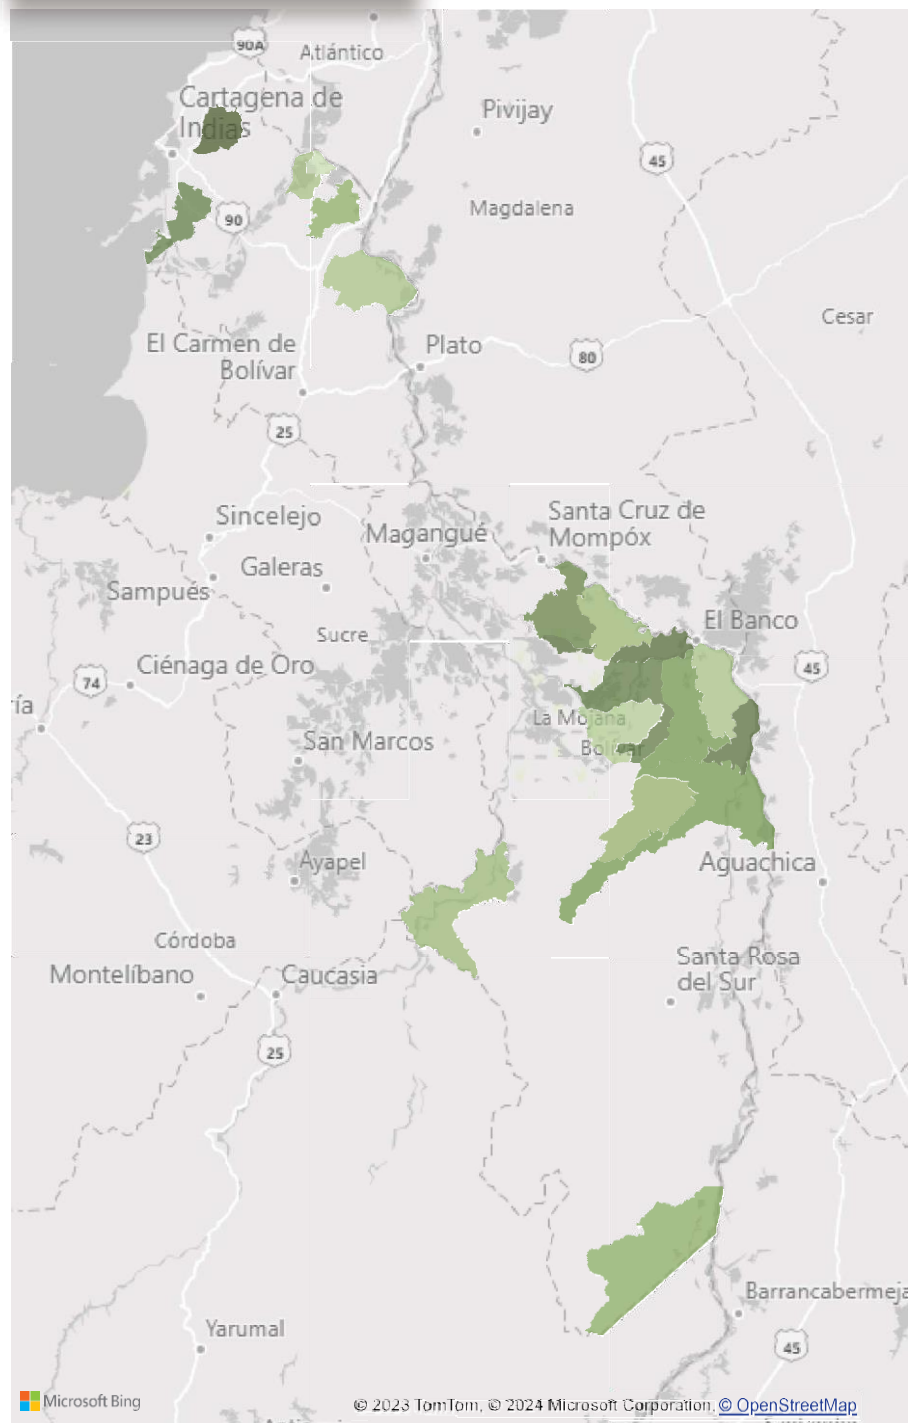 90A
Atlántico
Cartagena de
Indias
Pivijay
45
Magdalena
90
Cesar
El Carmen de
Bolívar
Plato
80
25
Santa Cruz de
Mompóx
Sincelejo
Magangué
Galeras
Sampués
Sucre
El Banco
Ciénaga de Oro
45
74
ía
La Mojana
San Marcos
Bolívar
23
Ayapel
Aguachica
Córdoba
Santa Rosa
del Sur
Montelíbano
Caucasia
25
Barrancabermeja
Yarumal
45
Microsoft Bing
© 2023 TomTom, © 2024 Microsoft Corporation, © OpenStreetMap